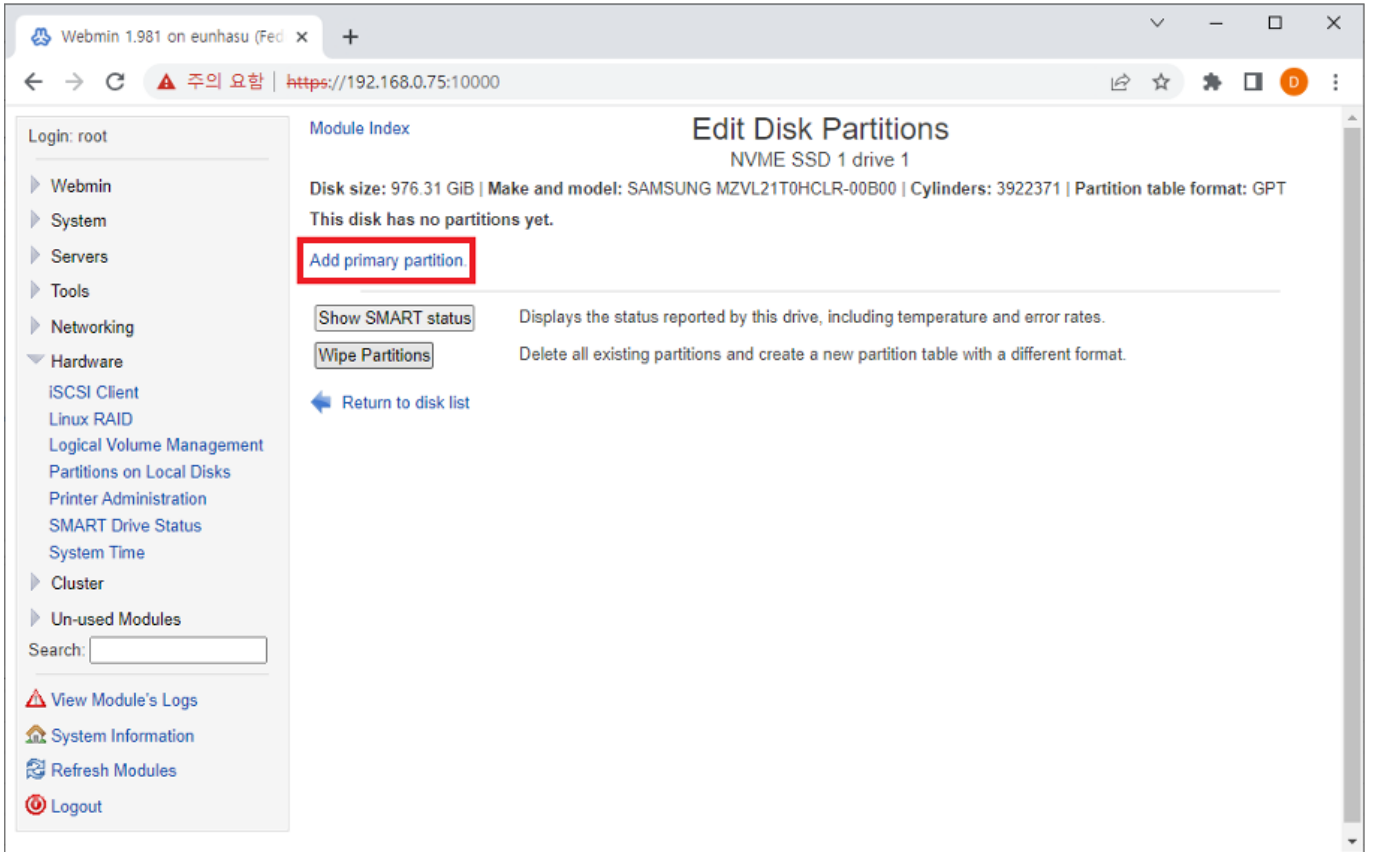 Webmin 1.981 on eunhasu (Fed
주의 요함 https://192.168.0.75:10000
D
Login: root
Webmin
System
Servers
Tools
Networking
Hardware
iSCSI Client
Linux RAID
Logical Volume Management
Partitions on Local Disks
Printer Administration
SMART Drive Status
System Time
Cluster
Un-used Modules
Search:
View Module's Logs
System Information
Refresh Modules
Logout
Module Index
Edit Disk Partitions
NVME SSD 1 drive 1
Disk size: 976.31 GiB | Make and model: SAMSUNG MZVL21T0HCLR-00B00 | Cylinders: 3922371 | Partition table format: GPT
This disk has no partitions yet.
Add primary partition.
Show SMART status Displays the status reported by this drive, including temperature and error rates.
Wipe Partitions Delete all existing partitions and create a new partition table with a different format.
Return to disk list